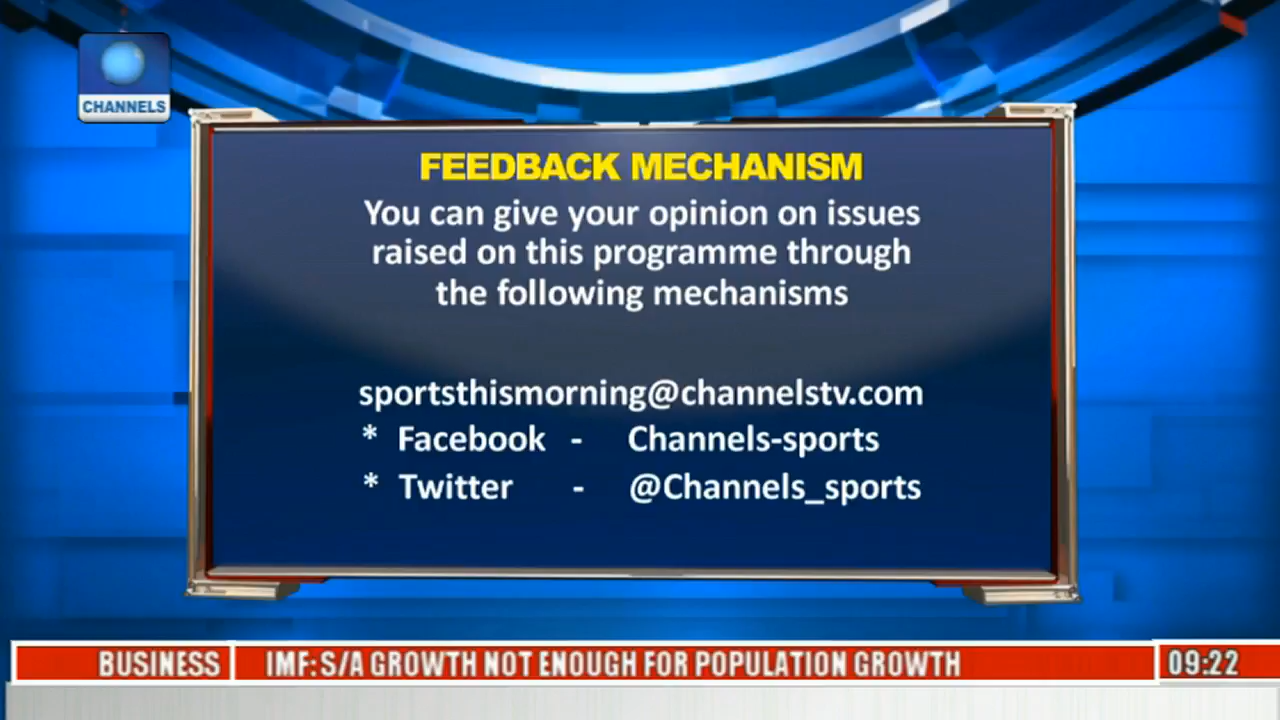 CHANNELS
FEEDBACK MECHANISM
You can give your opinion on issues
raised on this programme through
the following mechanisms
sportsthismorning@channelstv.com
* Facebook - Channels-sports
* Twitter - @Channels_sports
BUSINESS IMF: S/A GROWTH NOT ENOUGH FOR POPULATION GROWTH 09:22